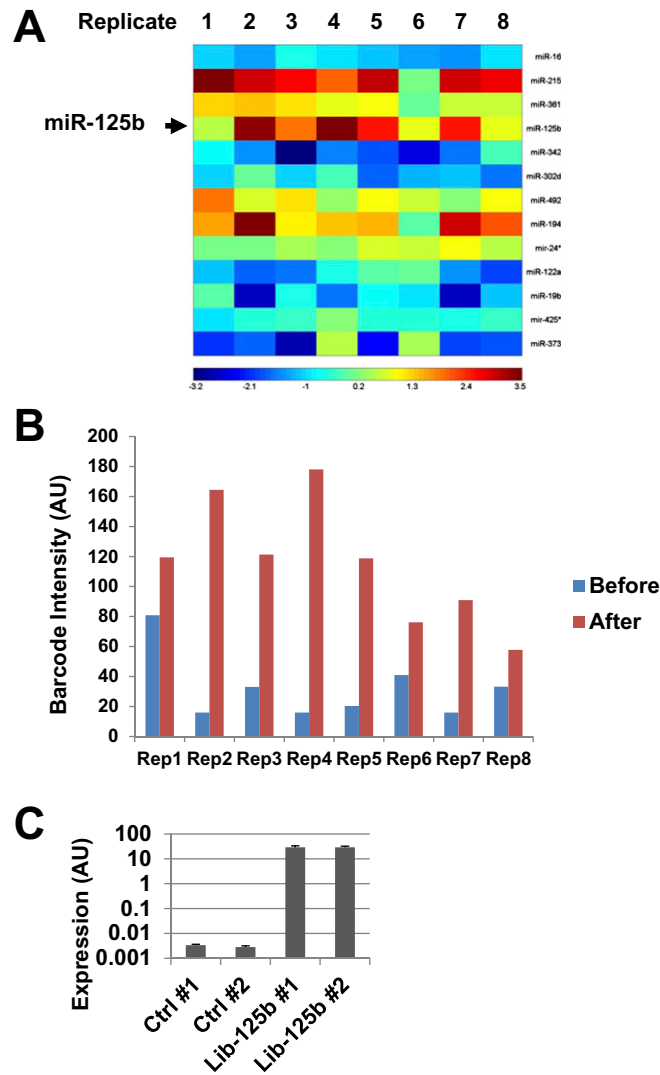 A
Replicate 1 2 3 4 5 6 7 8
miR-16
miR-215
miR-361
miR-125b
miR-125b
miR-342
miR-302d
miR-492
miR-194
mir-24*
miR-122a
miR-19b
mir-425*
miR-373
-3.2 -2.1 -1 0.2 1.3 2.4 3.5
B
Barcode Intensity (AU)
200
180
160
140
120
100
80
60
40
20
0
Rep1 Rep2 Rep3 Rep4 Rep5 Rep6 Rep7 Rep8
Before
After
C
Expression (AU)
100
10
1
0.1
0.01
0.001
Ctrl #1
Ctrl #2
Lib-125b #1
Lib-125b #2